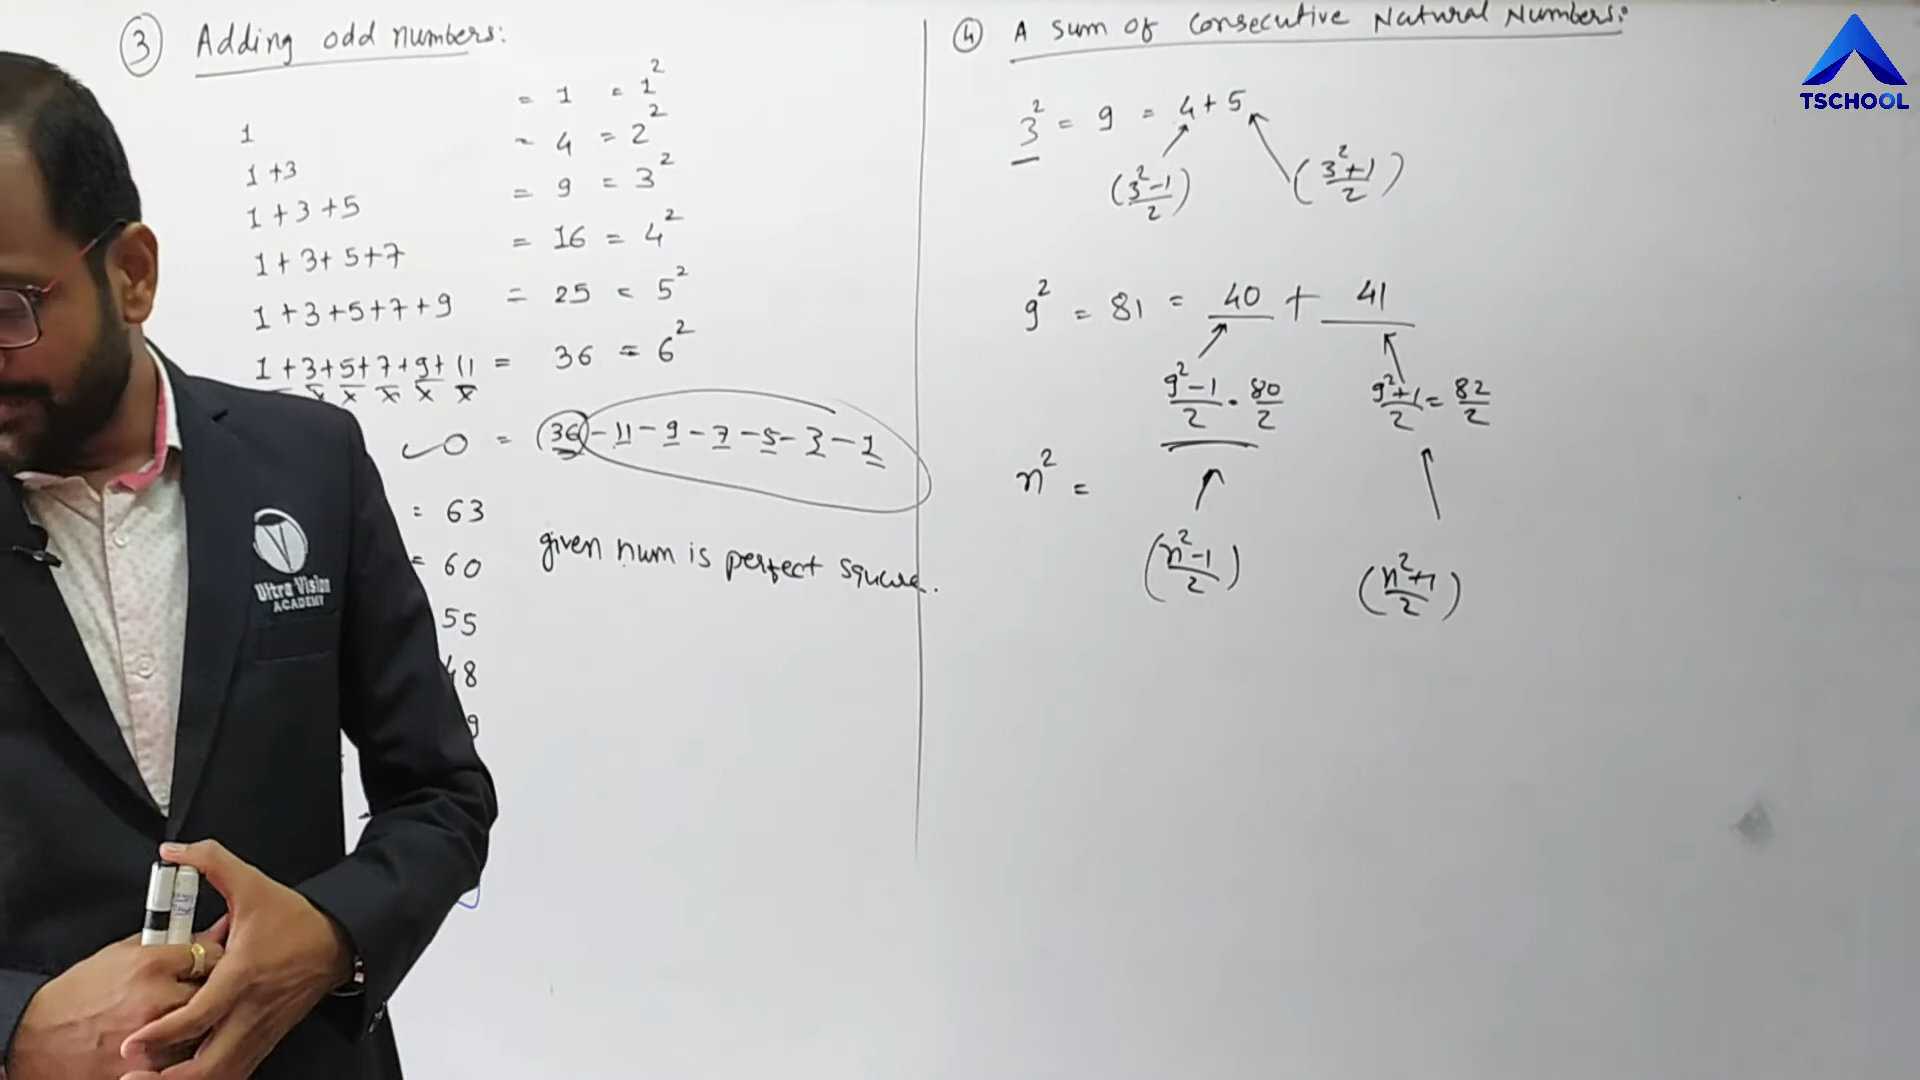 ③ Adding odd numbers:
1 = 1 = 1²
1 + 3 = 4 = 2²
1 + 3 + 5 = 9 = 3²
1 + 3 + 5 + 7 = 16 = 4²
1 + 3 + 5 + 7 + 9 = 25 = 5²
1 + 3 + 5 + 7 + 9 + 11 = 36 = 6²
0 = (36) - 11 - 9 - 7 - 5 - 3 - 1
= 63
= 60
55
48
9
given num is perfect square.
④ A sum of Consecutive Natural Numbers:
3² = 9 = 4 + 5
(3²-1/2) (3²+1/2)
9² = 81 = 40 + 41
9²-1/2 = 80/2 9²+1/2 = 82/2
n² =
(n²-1/2) (n²+1/2)
TSCHOOL
Ultra Vision
ACADEMY